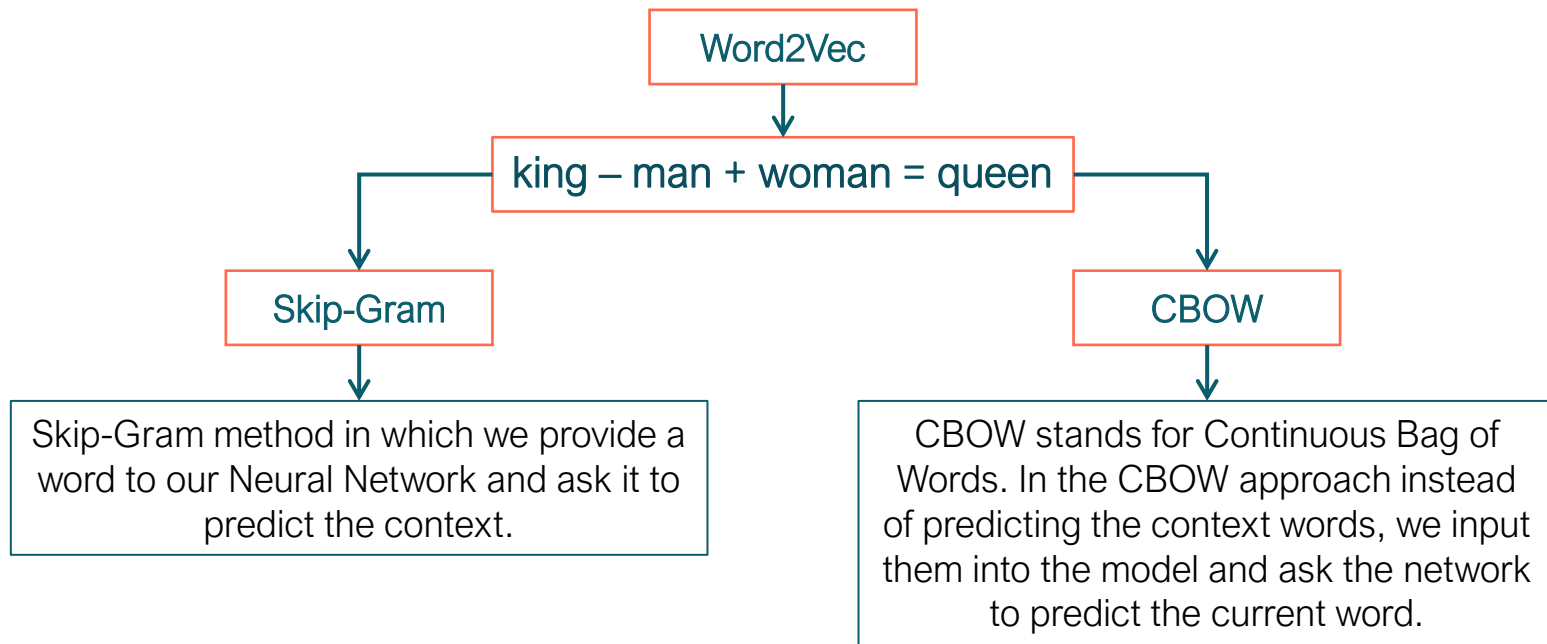 Word2Vec
king – man + woman = queen
Skip-Gram
CBOW
Skip-Gram method in which we provide a
word to our Neural Network and ask it to
predict the context.
CBOW stands for Continuous Bag of
Words. In the CBOW approach instead
of predicting the context words, we input
them into the model and ask the network
to predict the current word.